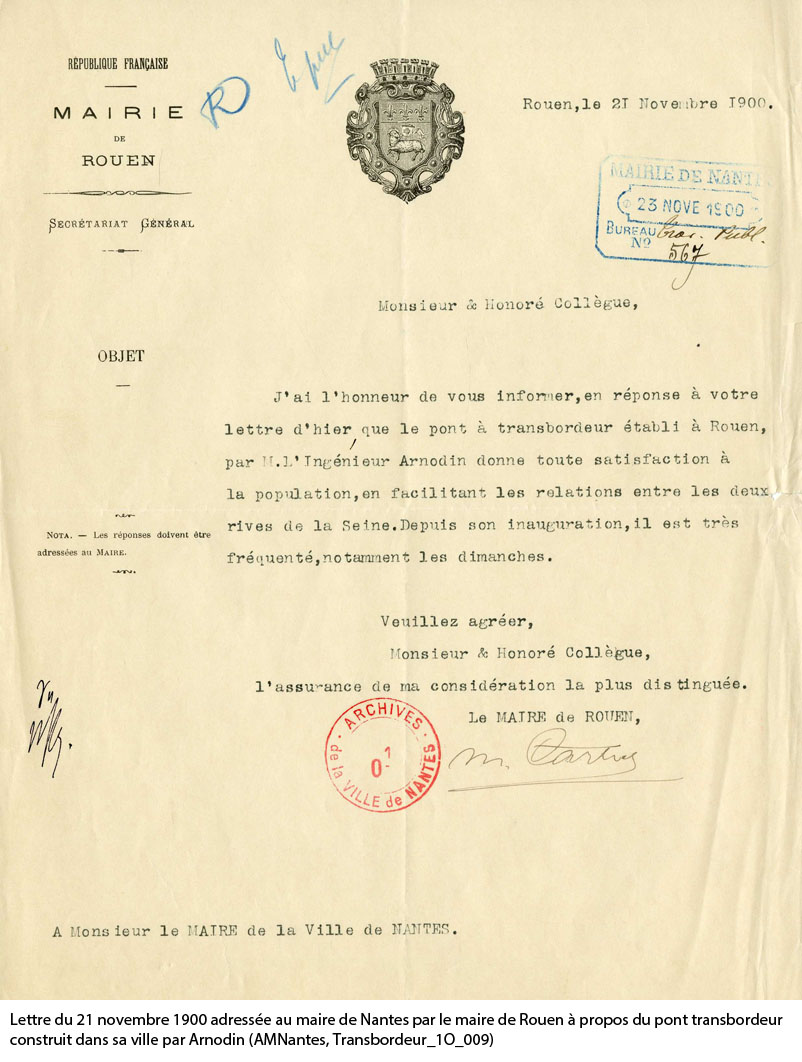 RÉPUBLIQUE FRANÇAISE
MAIRIE
DE
ROUEN
SECRÉTARIAT GÉNÉRAL
R
Rouen,le 21 Novembre 1900.
MAIRIE DE NANTES
23 NOVE 1900
BUREAU Trav. Publ.
No 567
Monsieur & Honoré Collègue,
OBJET
J'ai l'honneur de vous informer,en réponse à votre
lettre d'hier, que le pont à transbordeur établi à Rouen,
par M.L'Ingénieur Arnodin donne toute satisfaction à
la population,en facilitant les relations entre les deux
rives de la Seine.Depuis son inauguration,il est très
fréquenté,notamment les dimanches.
NOTA. — Les réponses doivent être
adressées au MAIRE.
Veuillez agréer,
Monsieur & Honoré Collègue,
l'assurance de ma considération la plus distinguée.
Le MAIRE de ROUEN,
ARCHIVES
de la VILLE de NANTES
1
O
A Monsieur le MAIRE de la Ville de NANTES.
Lettre du 21 novembre 1900 adressée au maire de Nantes par le maire de Rouen à propos du pont transbordeur
construit dans sa ville par Arnodin (AMNantes, Transbordeur_1O_009)